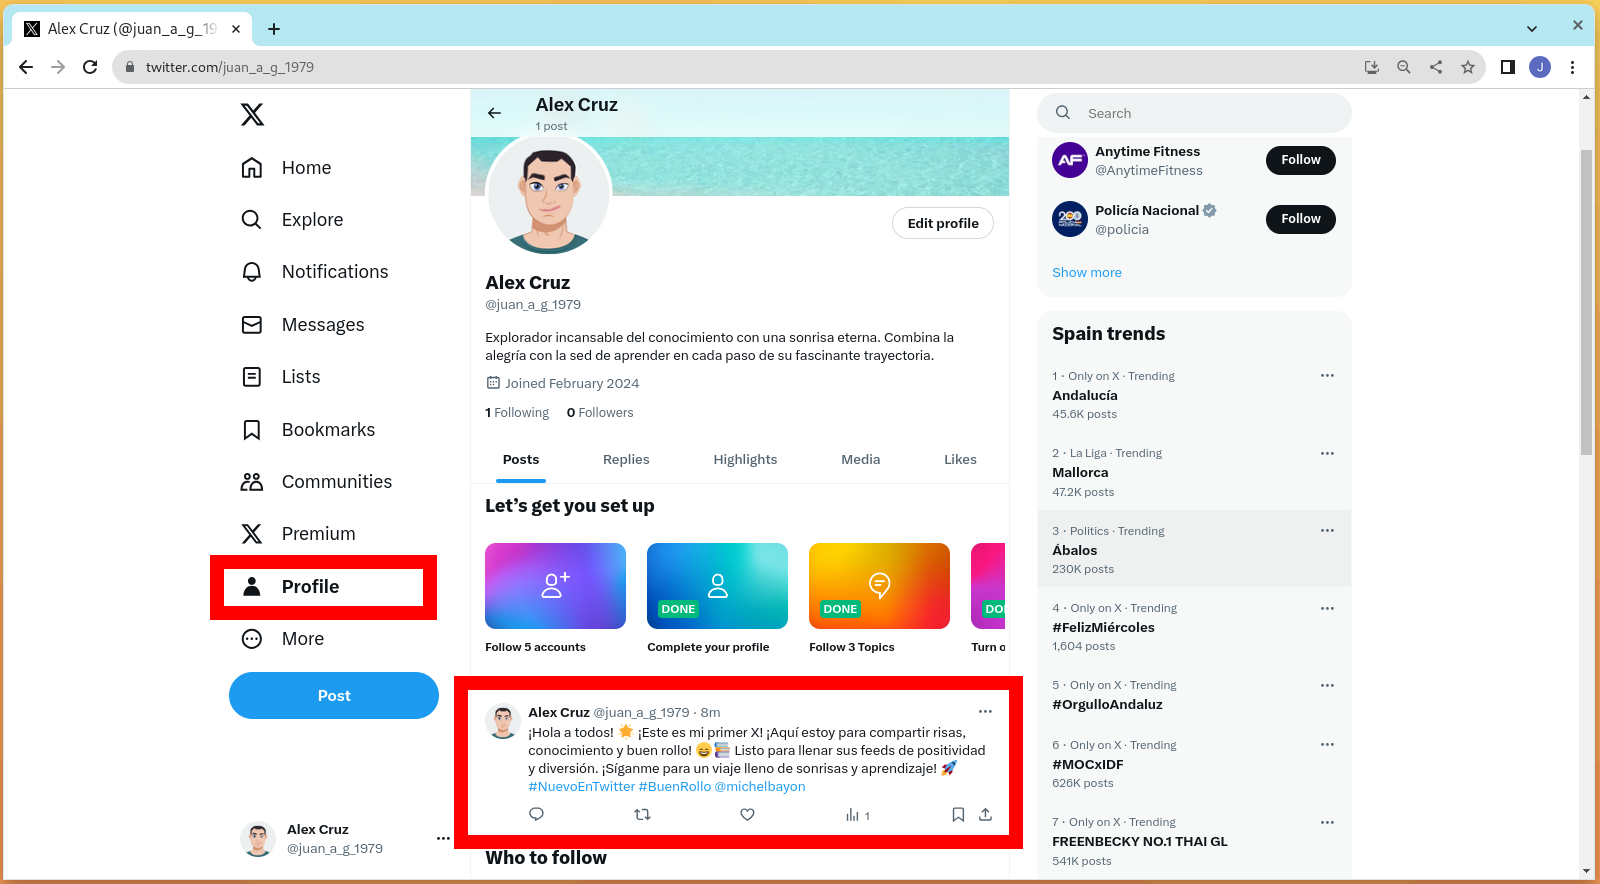 Alex Cruz (@juan_a_g_19
twitter.com/juan_a_g_1979
J
Home
Explore
Notifications
Messages
Lists
Bookmarks
Communities
Premium
Profile
More
Post
Alex Cruz
@juan_a_g_1979
Alex Cruz
1 post
Edit profile
Alex Cruz
@juan_a_g_1979
Explorador incansable del conocimiento con una sonrisa eterna. Combina la
alegría con la sed de aprender en cada paso de su fascinante trayectoria.
Joined February 2024
1 Following 0 Followers
Posts Replies Highlights Media Likes
Let’s get you set up
DONE DONE DO
Follow 5 accounts Complete your profile Follow 3 Topics Turn o
Alex Cruz @juan_a_g_1979 · 8m
¡Hola a todos! 🌟 ¡Este es mi primer X! ¡Aquí estoy para compartir risas,
conocimiento y buen rollo! 😄📚 Listo para llenar sus feeds de positividad
y diversión. ¡Síganme para un viaje lleno de sonrisas y aprendizaje! 🚀
#NuevoEnTwitter #BuenRollo @michelbayon
1
Who to follow
Search
AF
Anytime Fitness
@AnytimeFitness
Follow
Policía Nacional
@policia
Follow
Show more
Spain trends
1 · Only on X · Trending
Andalucía
45.6K posts
2 · La Liga · Trending
Mallorca
47.2K posts
3 · Politics · Trending
Ábalos
230K posts
4 · Only on X · Trending
#FelizMiércoles
1,604 posts
5 · Only on X · Trending
#OrgulloAndaluz
6 · Only on X · Trending
#MOCxIDF
626K posts
7 · Only on X · Trending
FREENBECKY NO.1 THAI GL
541K posts